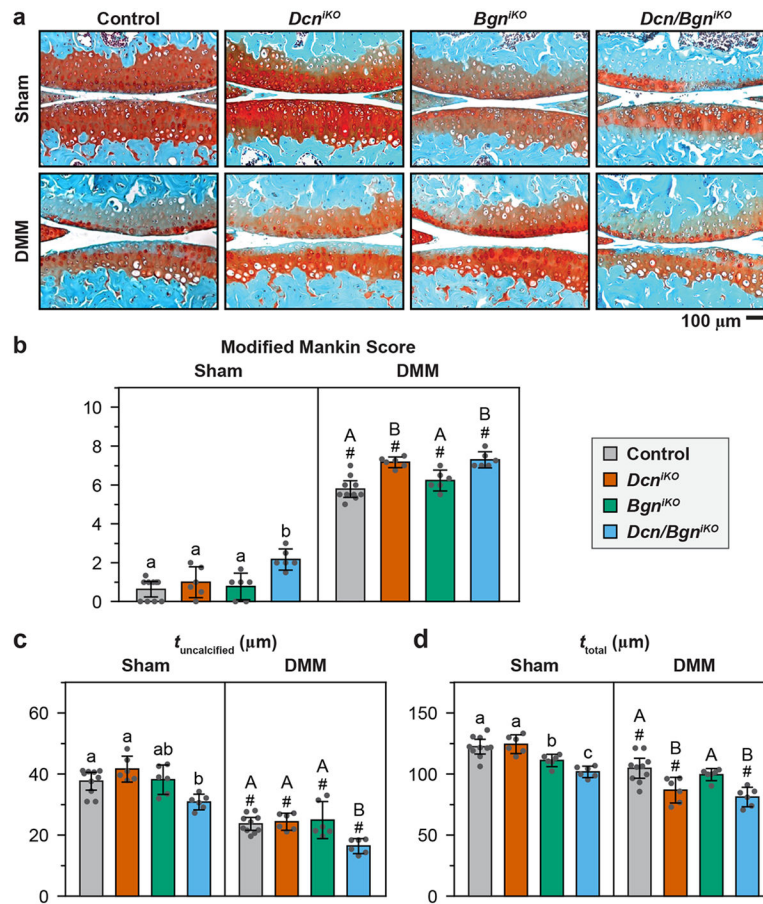 a
Control
Dcn^iKO
Bgn^iKO
Dcn/Bgn^iKO
Sham
DMM
100 µm
b
Modified Mankin Score
Sham
DMM
10
8
6
4
2
0
a
a
a
b
A
#
B
#
A
#
B
#
Control
Dcn^iKO
Bgn^iKO
Dcn/Bgn^iKO
c
t_uncalcified (µm)
Sham
DMM
60
40
20
0
a
a
ab
b
A
#
A
#
A
#
B
#
d
t_total (µm)
Sham
DMM
150
125
100
75
0
a
a
b
c
A
#
B
#
A
B
#